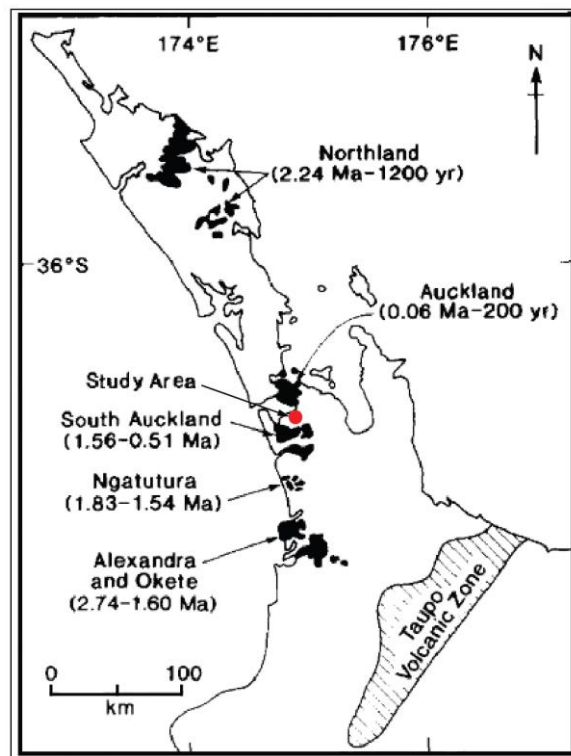 174°E
176°E
N
Northland
(2.24 Ma-1200 yr)
36°S
Auckland
(0.06 Ma-200 yr)
Study Area
South Auckland
(1.56-0.51 Ma)
Ngatutura
(1.83-1.54 Ma)
Alexandra
and Okete
(2.74-1.60 Ma)
Taupo
Volcanic Zone
0
100
km